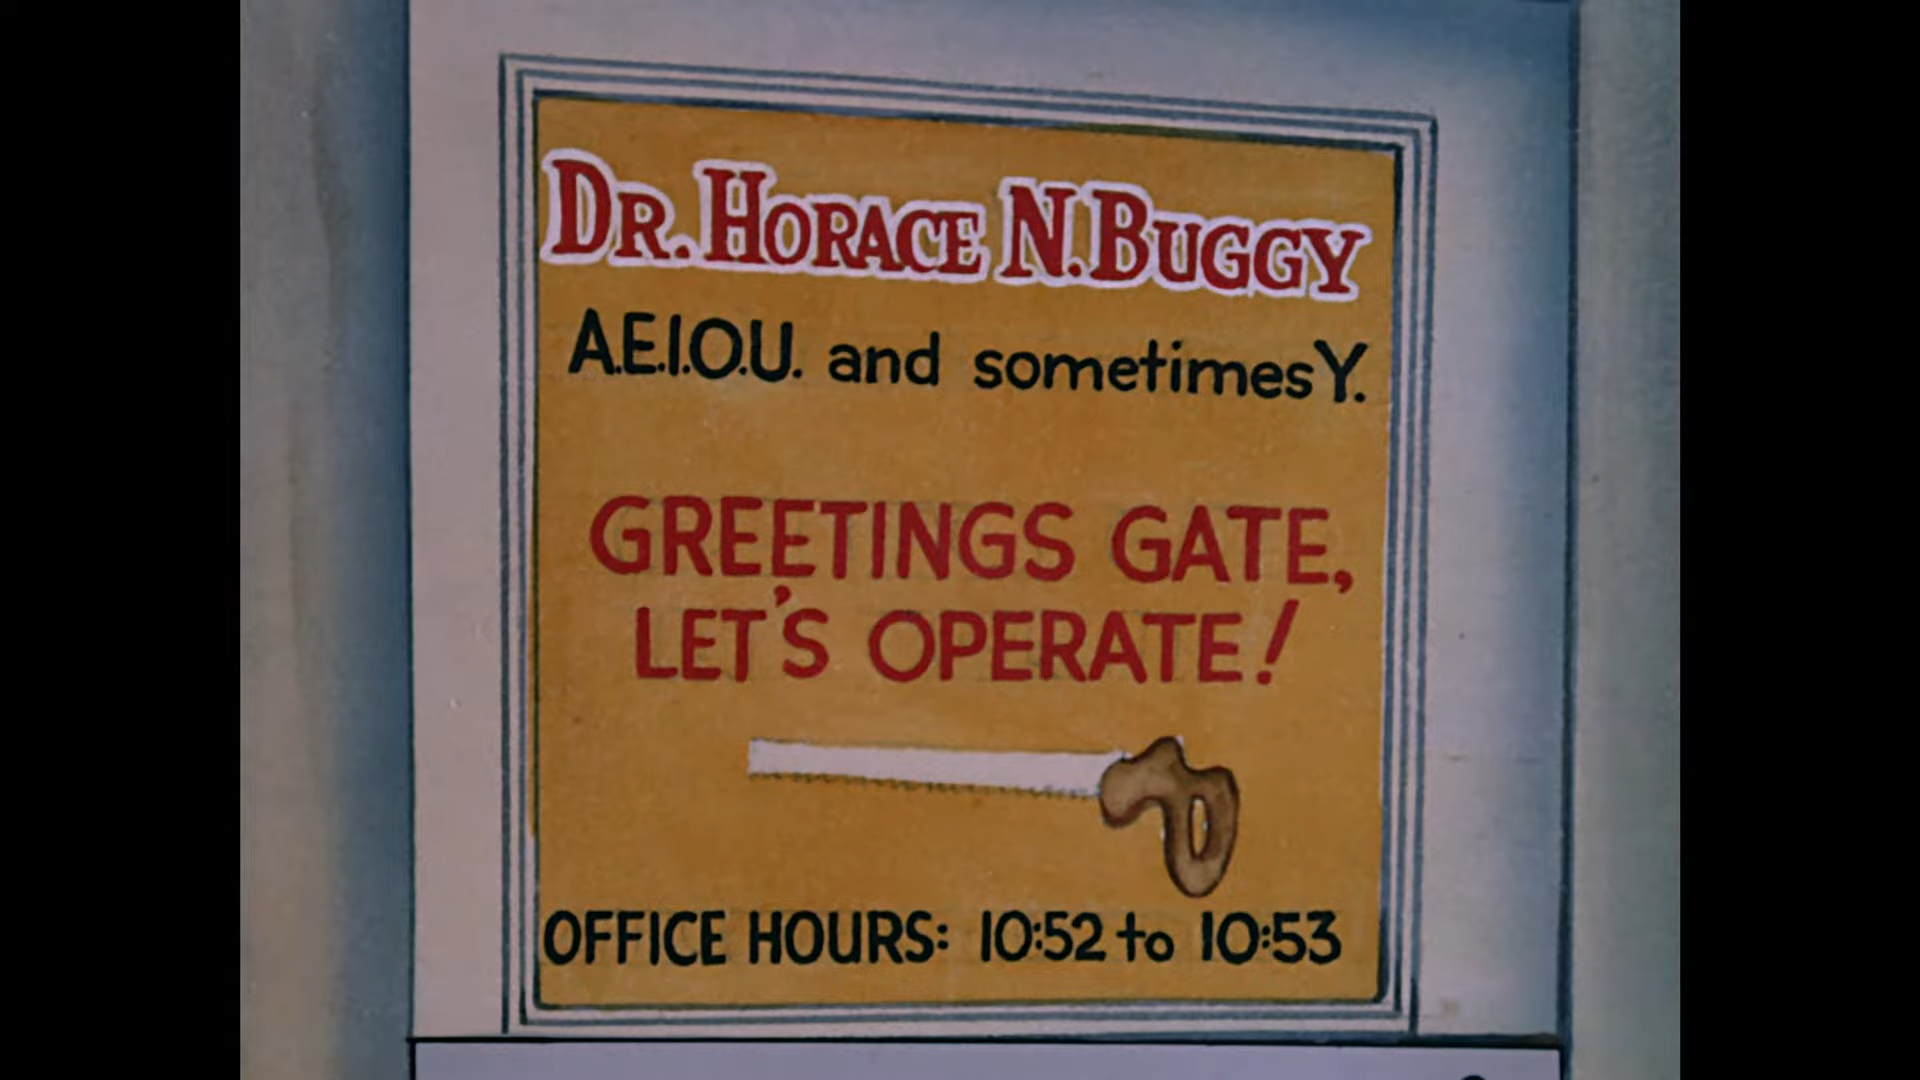 DR. HORACE N. BUGGY
A.E.I.O.U. and sometimes Y.
GREETINGS GATE,
LET'S OPERATE!
OFFICE HOURS: 10:52 to 10:53